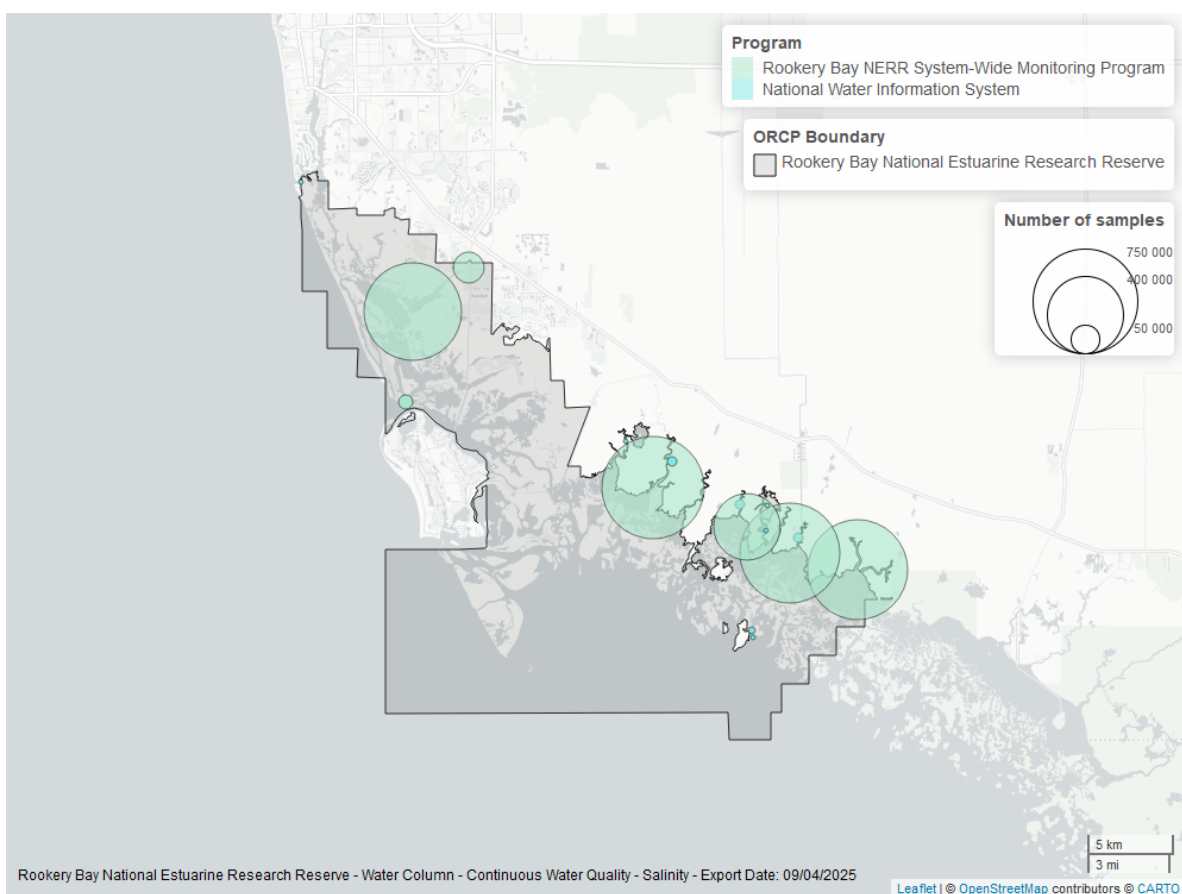 Program
Rookery Bay NERR System-Wide Monitoring Program
National Water Information System
ORCP Boundary
Rookery Bay National Estuarine Research Reserve
Number of samples
750 000
400 000
50 000
5 km
3 mi
Rookery Bay National Estuarine Research Reserve - Water Column - Continuous Water Quality - Salinity - Export Date: 09/04/2025
Leaflet | © OpenStreetMap contributors © CARTO